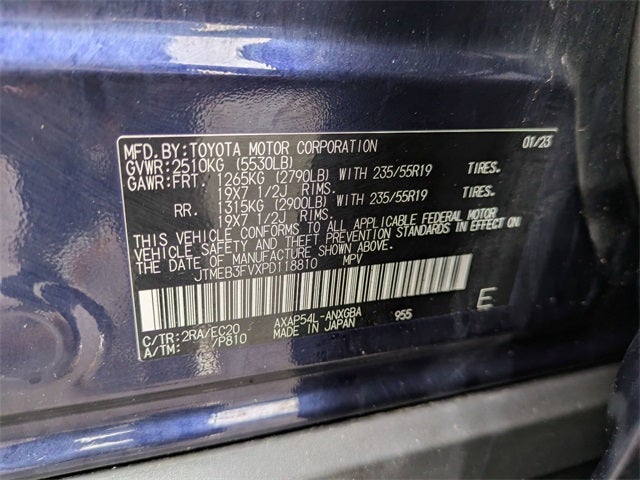 MFD.BY:TOYOTA MOTOR CORPORATION 01/23
GVWR:2510KG (5530LB)
GAWR:FRT. 1265KG (2790LB) WITH 235/55R19 TIRES.
19X7 1/2J RIMS.
RR. 1315KG (2900LB) WITH 235/55R19 TIRES.
19X7 1/2J RIMS.
THIS VEHICLE CONFORMS TO ALL APPLICABLE FEDERAL MOTOR
VEHICLE SAFETY AND THEFT PREVENTION STANDARDS IN EFFECT ON
THE DATE OF MANUFACTURE SHOWN ABOVE.
JTMEB3FVXPD118810 MPV
C/TR:2RA/EC20 AXAP54L-ANXGBA 955 E
A/TM: -/P810 MADE IN JAPAN